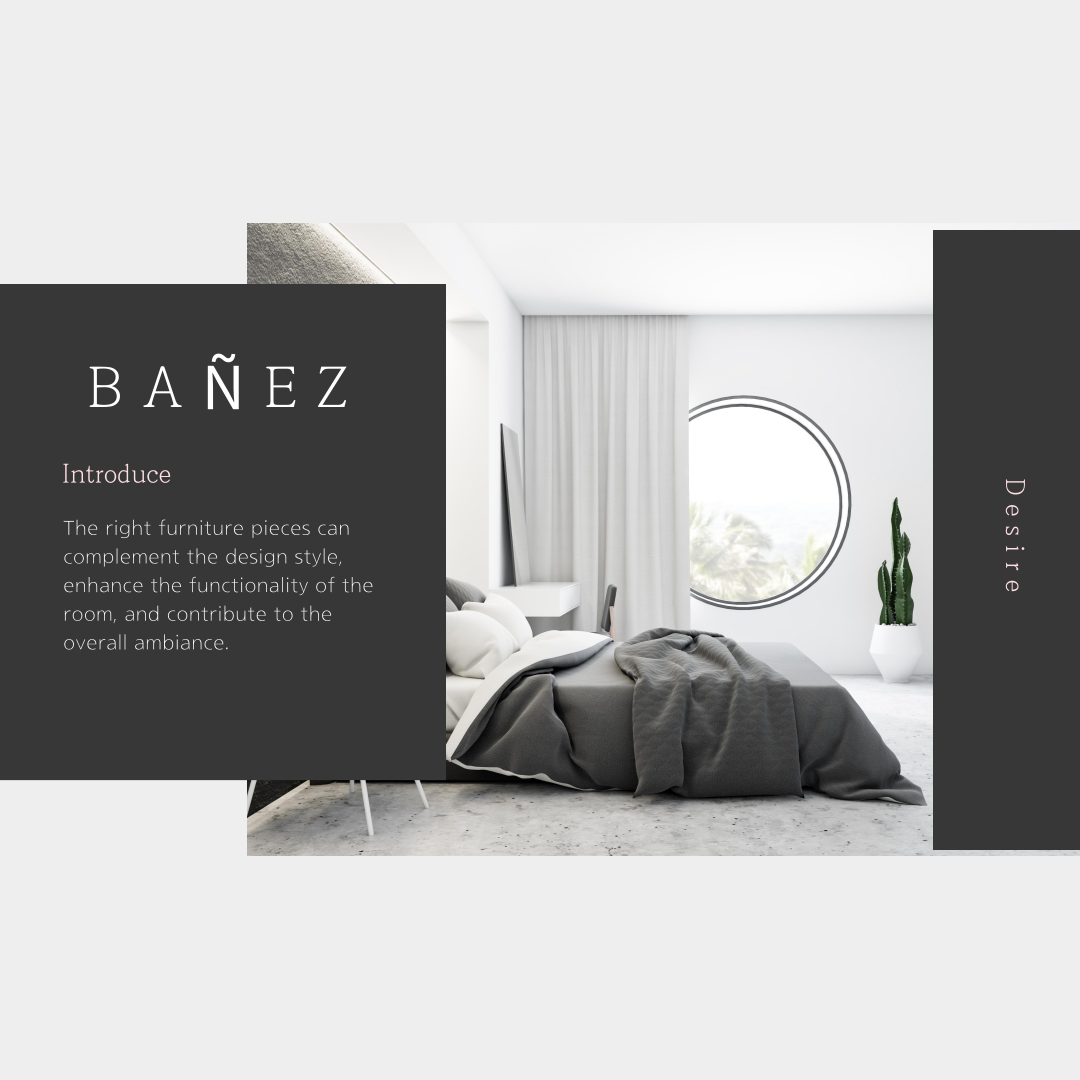 BAÑEZ
Introduce
The right furniture pieces can
complement the design style,
enhance the functionality of the
room, and contribute to the
overall ambiance.
Desire